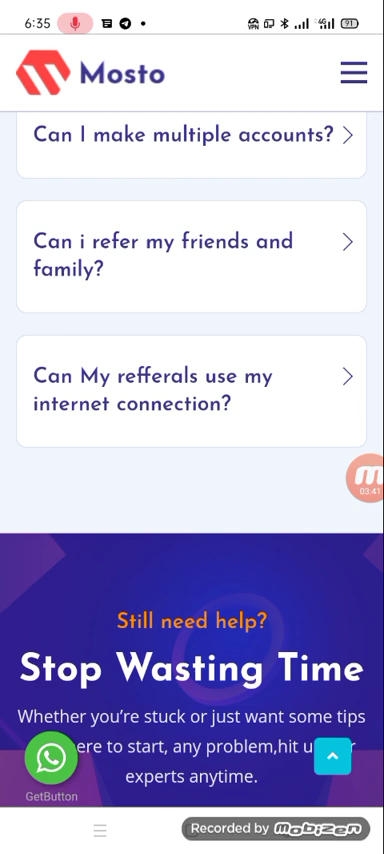 6:35
91
Mosto
Can I make multiple accounts?
Can i refer my friends and
family?
Can My refferals use my
internet connection?
03:41
Still need help?
Stop Wasting Time
Whether you’re stuck or just want some tips
ere to start, any problem,hit u r
experts anytime.
GetButton
Recorded by mobizen